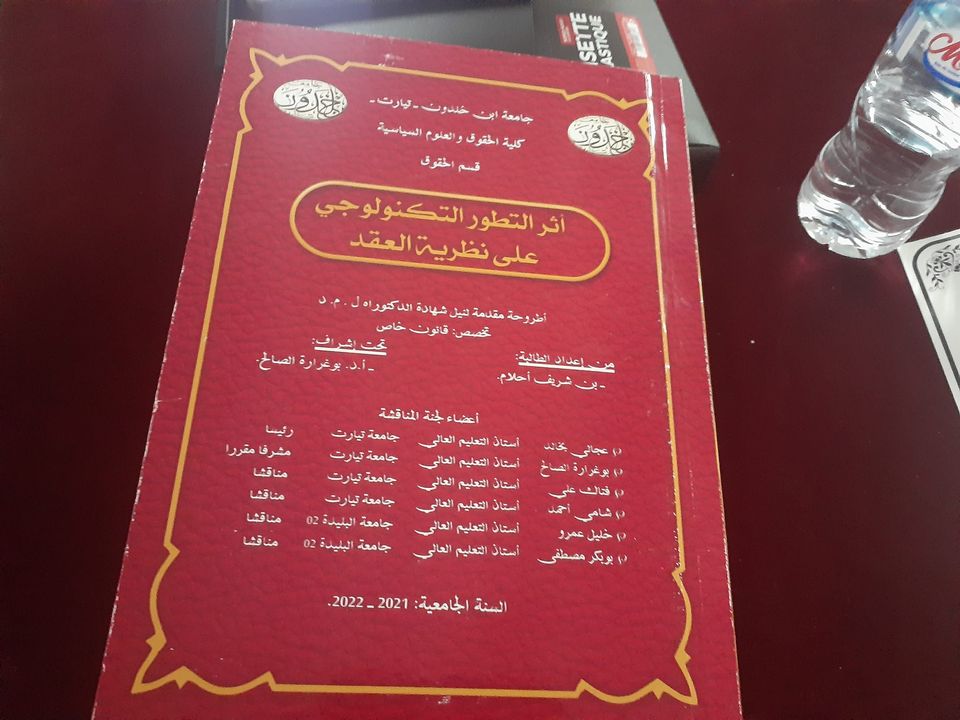 جامعة ابن خلدون - تيارت -
كلية الحقوق والعلوم السياسية
قسم الحقوق
أثر التطور التكنولوجي
على نظرية العقد
أطروحة مقدمة لنيل شهادة الدكتوراه ل . م . د
تخصص: قانون خاص
من إعداد الطالبة:
- بن شريف أحلام.
تحت إشراف:
- أ.د. بوغرارة الصالح.
أعضاء لجنة المناقشة
د) عجالي بخالد أستاذ التعليم العالي جامعة تيارت رئيسا
د) بوغرارة الصالح أستاذ التعليم العالي جامعة تيارت مشرفا مقررا
د) فتاك علي أستاذ التعليم العالي جامعة تيارت مناقشا
د) شامي أحمد أستاذ التعليم العالي جامعة تيارت مناقشا
د) خليل عمرو أستاذ التعليم العالي جامعة البليدة 02 مناقشا
د) بوبكر مصطفى أستاذ التعليم العالي جامعة البليدة 02 مناقشا
السنة الجامعية: 2021 - 2022.
SETTE
ASTIQUE